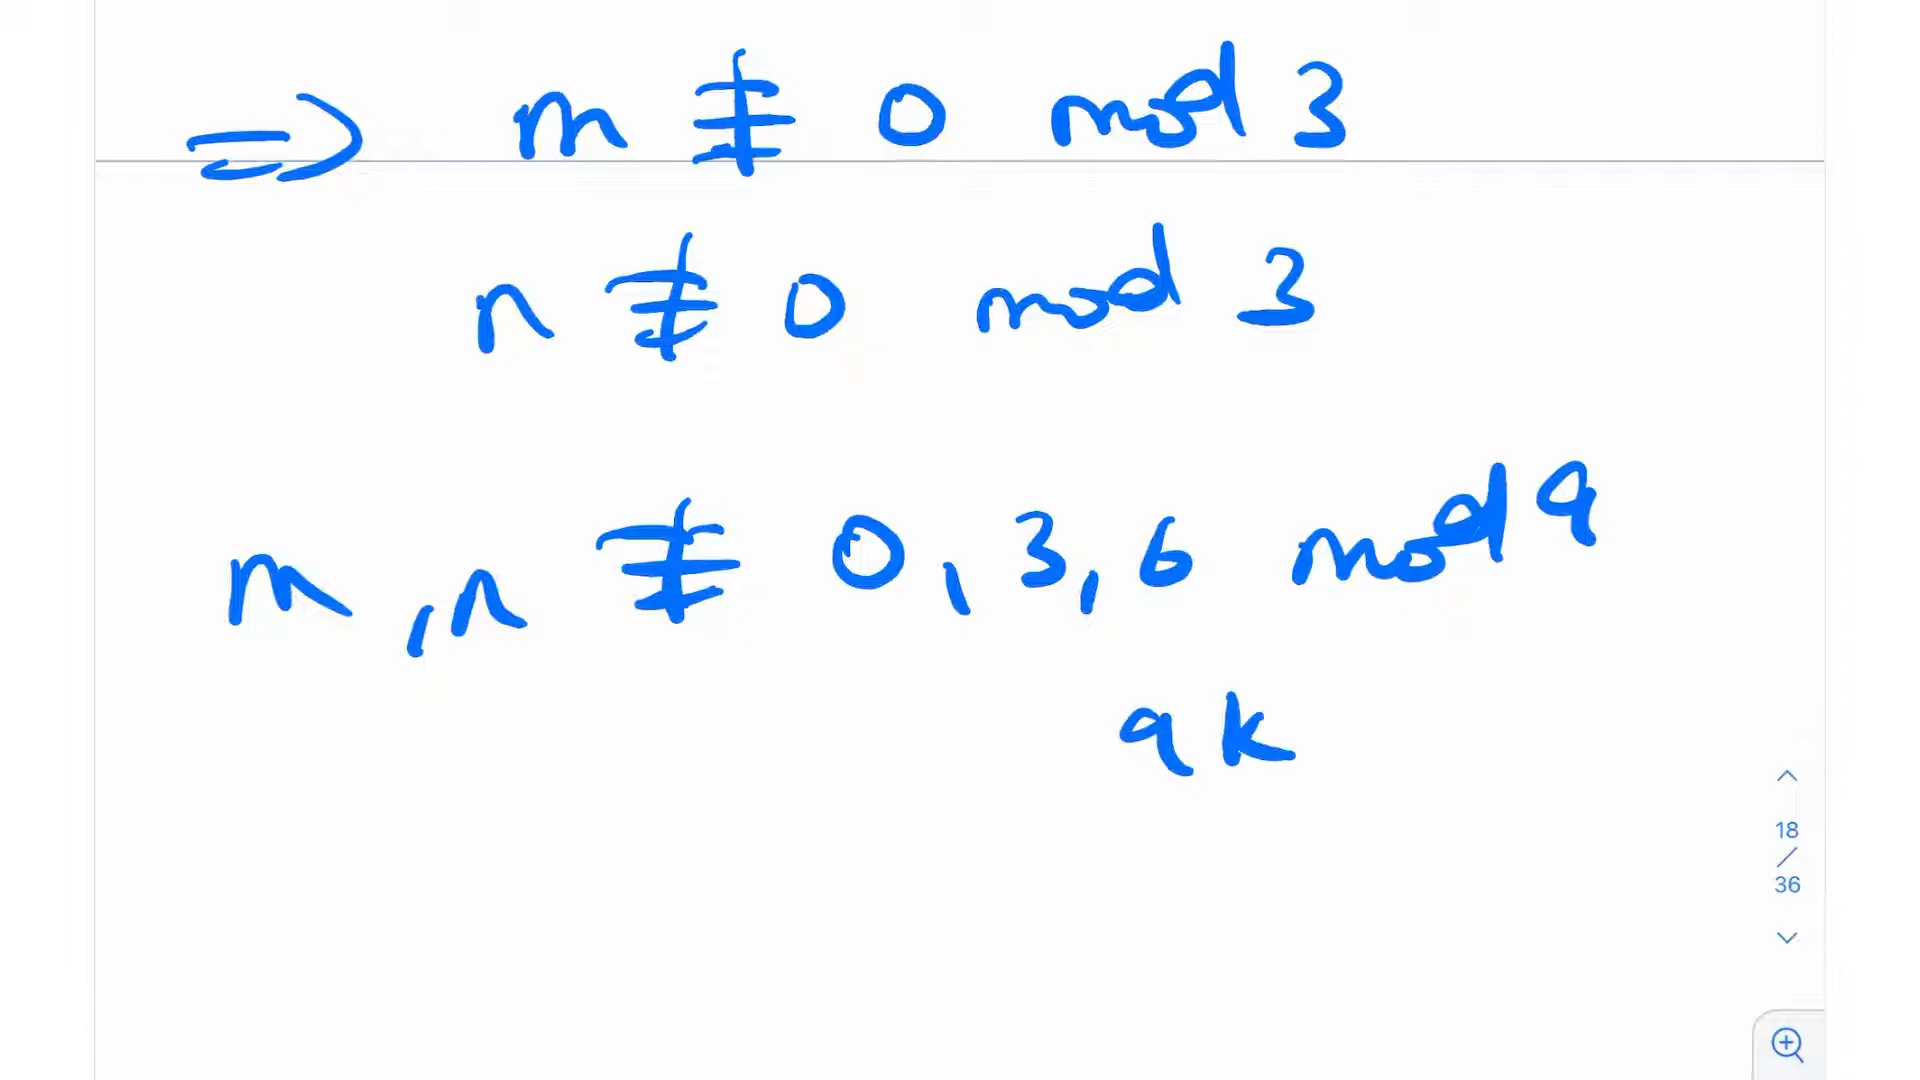 ⇒ m ≢ 0 mod 3
n ≢ 0 mod 3
m, n ≢ 0, 3, 6 mod 9
9k
18
/
36